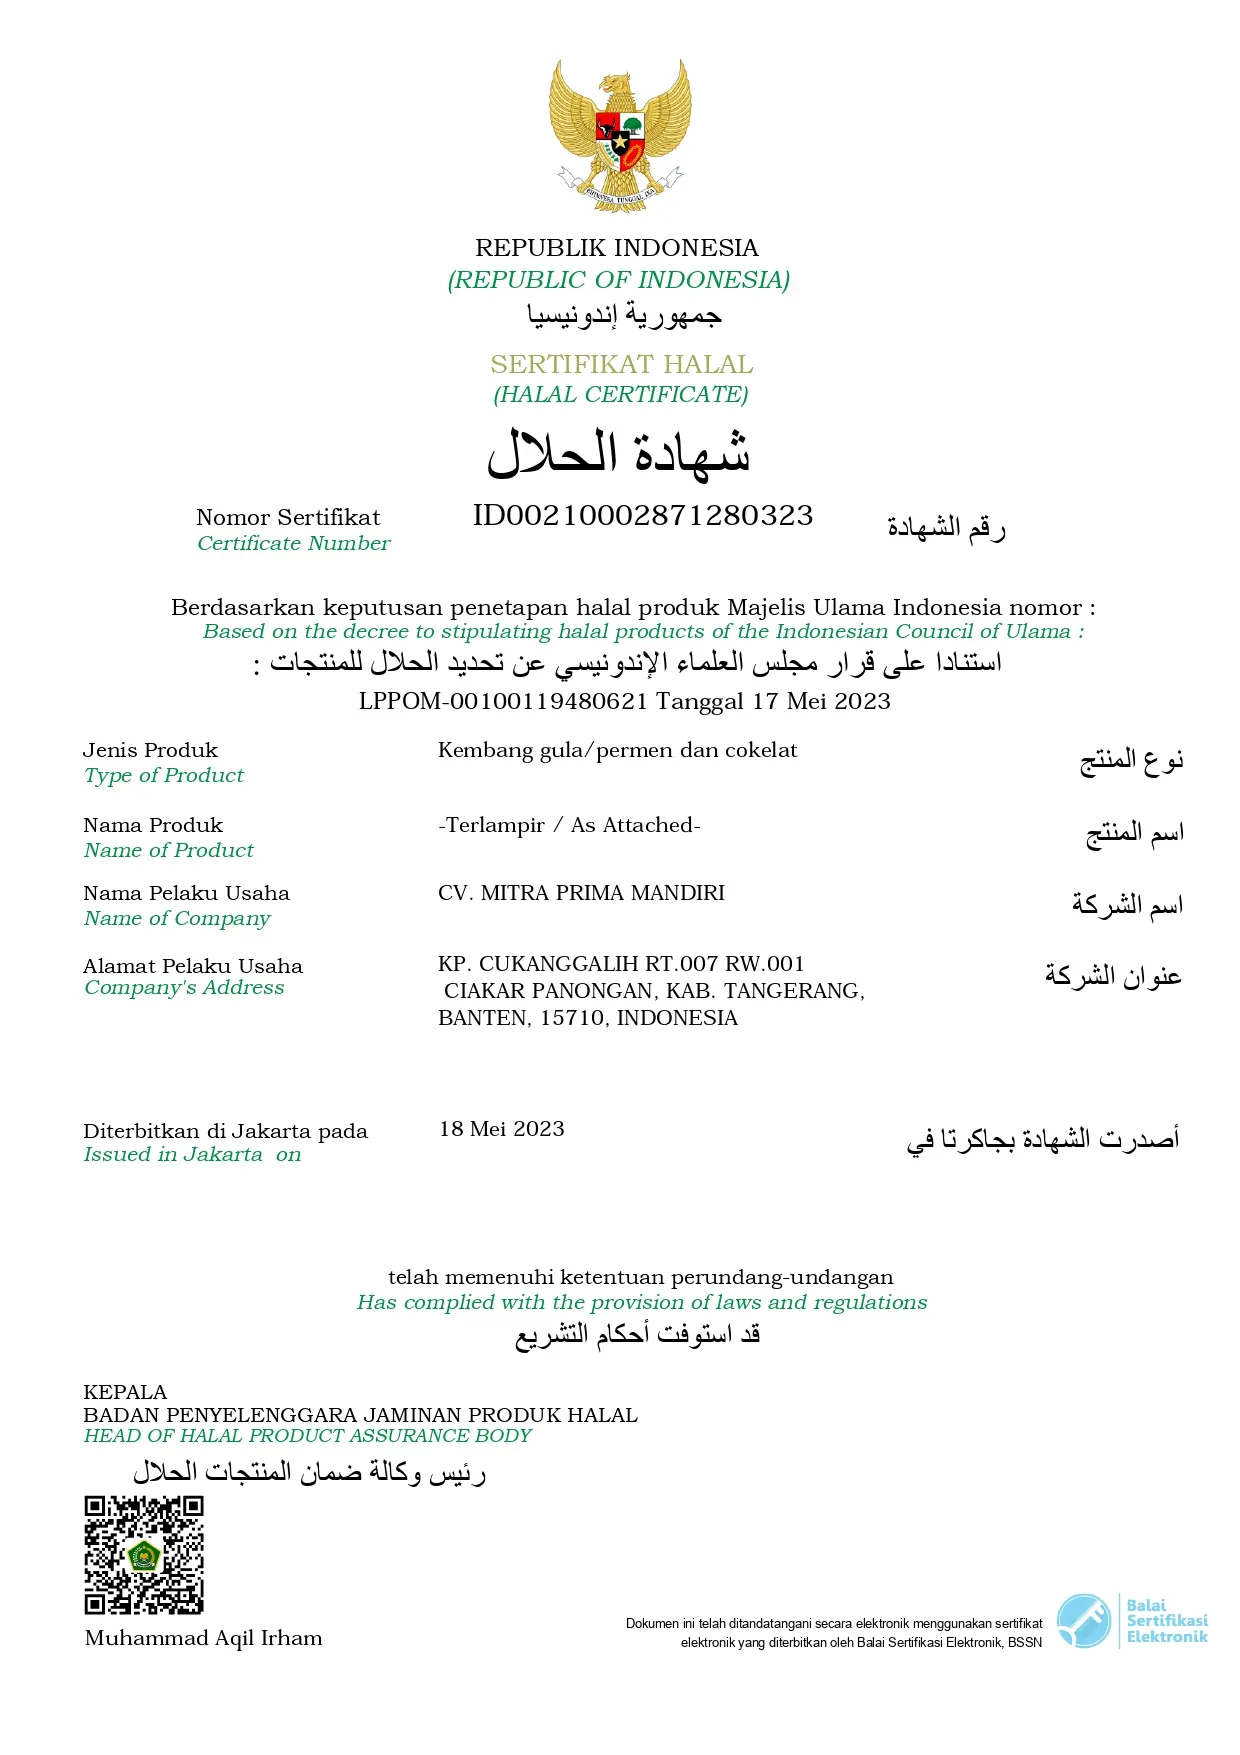 BHINNEKA TUNGGAL IKA
REPUBLIK INDONESIA
(REPUBLIC OF INDONESIA)
جمهورية إندونيسيا
SERTIFIKAT HALAL
(HALAL CERTIFICATE)
شهادة الحلال
Nomor Sertifikat ID00210002871280323 رقم الشهادة
Certificate Number
Berdasarkan keputusan penetapan halal produk Majelis Ulama Indonesia nomor :
Based on the decree to stipulating halal products of the Indonesian Council of Ulama :
استنادا على قرار مجلس العلماء الإندونيسي عن تحديد الحلال للمنتجات :
LPPOM-00100119480621 Tanggal 17 Mei 2023
Jenis Produk Kembang gula/permen dan cokelat نوع المنتج
Type of Product
Nama Produk -Terlampir / As Attached- اسم المنتج
Name of Product
Nama Pelaku Usaha CV. MITRA PRIMA MANDIRI اسم الشركة
Name of Company
Alamat Pelaku Usaha KP. CUKANGGALIH RT.007 RW.001 عنوان الشركة
Company's Address CIAKAR PANONGAN, KAB. TANGERANG,
BANTEN, 15710, INDONESIA
Diterbitkan di Jakarta pada 18 Mei 2023 أصدرت الشهادة بجاكرتا في
Issued in Jakarta on
telah memenuhi ketentuan perundang-undangan
Has complied with the provision of laws and regulations
قد استوفت أحكام التشريع
KEPALA
BADAN PENYELENGGARA JAMINAN PRODUK HALAL
HEAD OF HALAL PRODUCT ASSURANCE BODY
رئيس وكالة ضمان المنتجات الحلال
Muhammad Aqil Irham
Dokumen ini telah ditandatangani secara elektronik menggunakan sertifikat
elektronik yang diterbitkan oleh Balai Sertifikasi Elektronik, BSSN
Balai
Sertifikasi
Elektronik